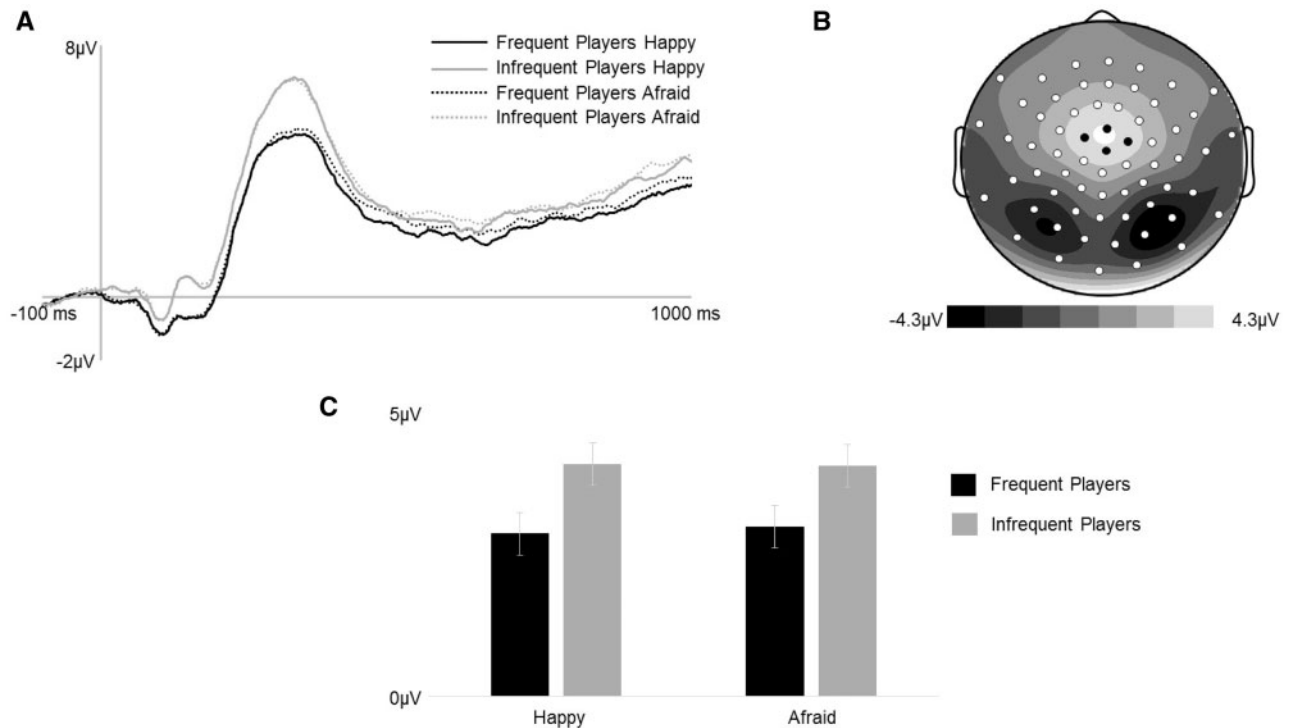 A
8µV
Frequent Players Happy
Infrequent Players Happy
Frequent Players Afraid
Infrequent Players Afraid
-100 ms
1000 ms
-2µV
B
-4.3µV
4.3µV
C
5µV
0µV
Happy
Afraid
Frequent Players
Infrequent Players